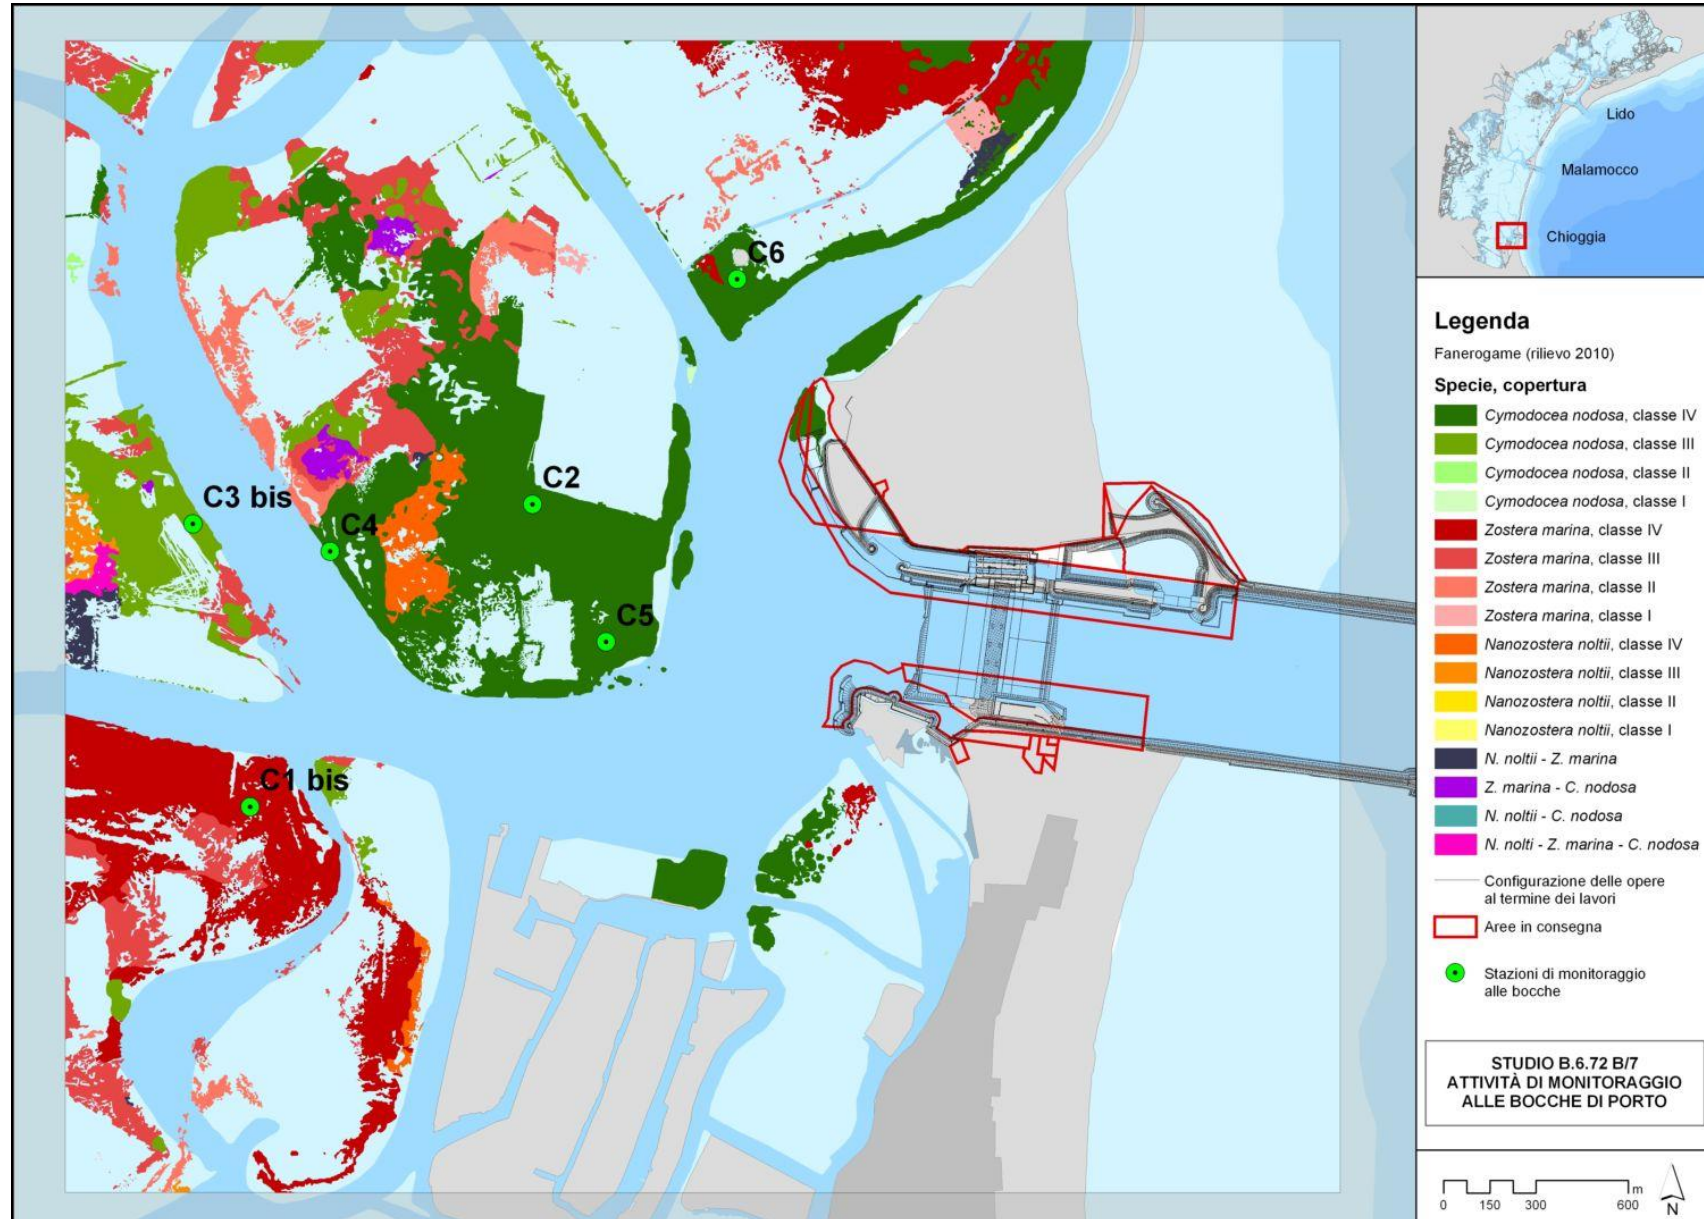 Lido
Malamocco
Chioggia
C6
C2
C3 bis
C4
C5
C1 bis
Legenda
Fanerogame (rilievo 2010)
Specie, copertura
Cymodocea nodosa, classe IV
Cymodocea nodosa, classe III
Cymodocea nodosa, classe II
Cymodocea nodosa, classe I
Zostera marina, classe IV
Zostera marina, classe III
Zostera marina, classe II
Zostera marina, classe I
Nanozostera noltii, classe IV
Nanozostera noltii, classe III
Nanozostera noltii, classe II
Nanozostera noltii, classe I
N. noltii - Z. marina
Z. marina - C. nodosa
N. noltii - C. nodosa
N. nolti - Z. marina - C. nodosa
Configurazione delle opere
al termine dei lavori
Aree in consegna
Stazioni di monitoraggio
alle bocche
STUDIO B.6.72 B/7
ATTIVITÀ DI MONITORAGGIO
ALLE BOCCHE DI PORTO
m
0 150 300 600
N